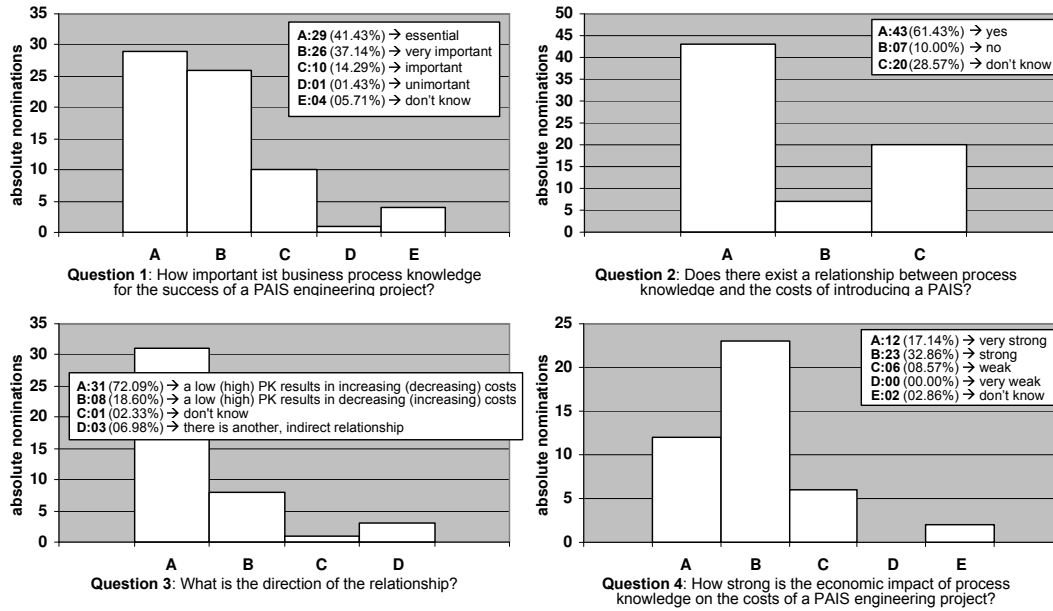 35
30
25
20
15
10
5
0
absolute nominations
A:29 (41.43%) → essential
B:26 (37.14%) → very important
C:10 (14.29%) → important
D:01 (01.43%) → unimortant
E:04 (05.71%) → don't know
A B C D E
Question 1: How important ist business process knowledge
for the success of a PAIS engineering project?
50
45
40
35
30
25
20
15
10
5
0
absolute nominations
A:43 (61.43%) → yes
B:07 (10.00%) → no
C:20 (28.57%) → don't know
A B C
Question 2: Does there exist a relationship between process
knowledge and the costs of introducing a PAIS?
35
30
25
20
15
10
5
0
absolute nominations
A:31 (72.09%) → a low (high) PK results in increasing (decreasing) costs
B:08 (18.60%) → a low (high) PK results in decreasing (increasing) costs
C:01 (02.33%) → don't know
D:03 (06.98%) → there is another, indirect relationship
A B C D
Question 3: What is the direction of the relationship?
25
20
15
10
5
0
absolute nominations
A:12 (17.14%) → very strong
B:23 (32.86%) → strong
C:06 (08.57%) → weak
D:00 (00.00%) → very weak
E:02 (02.86%) → don't know
A B C D E
Question 4: How strong is the economic impact of process
knowledge on the costs of a PAIS engineering project?